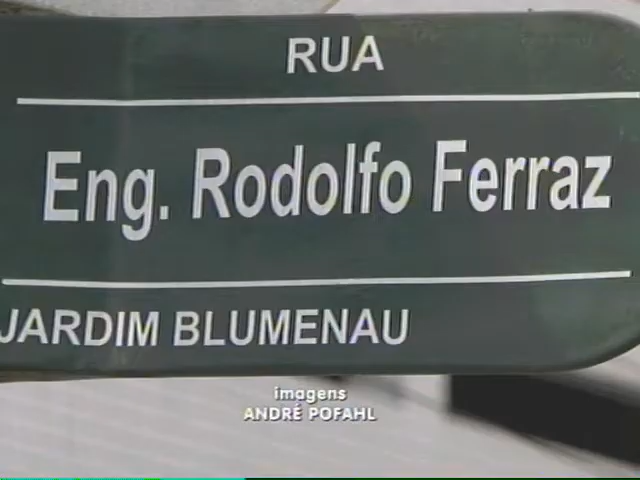 RUA
Eng. Rodolfo Ferraz
JARDIM BLUMENAU
imagens
ANDRÉ POFAHL